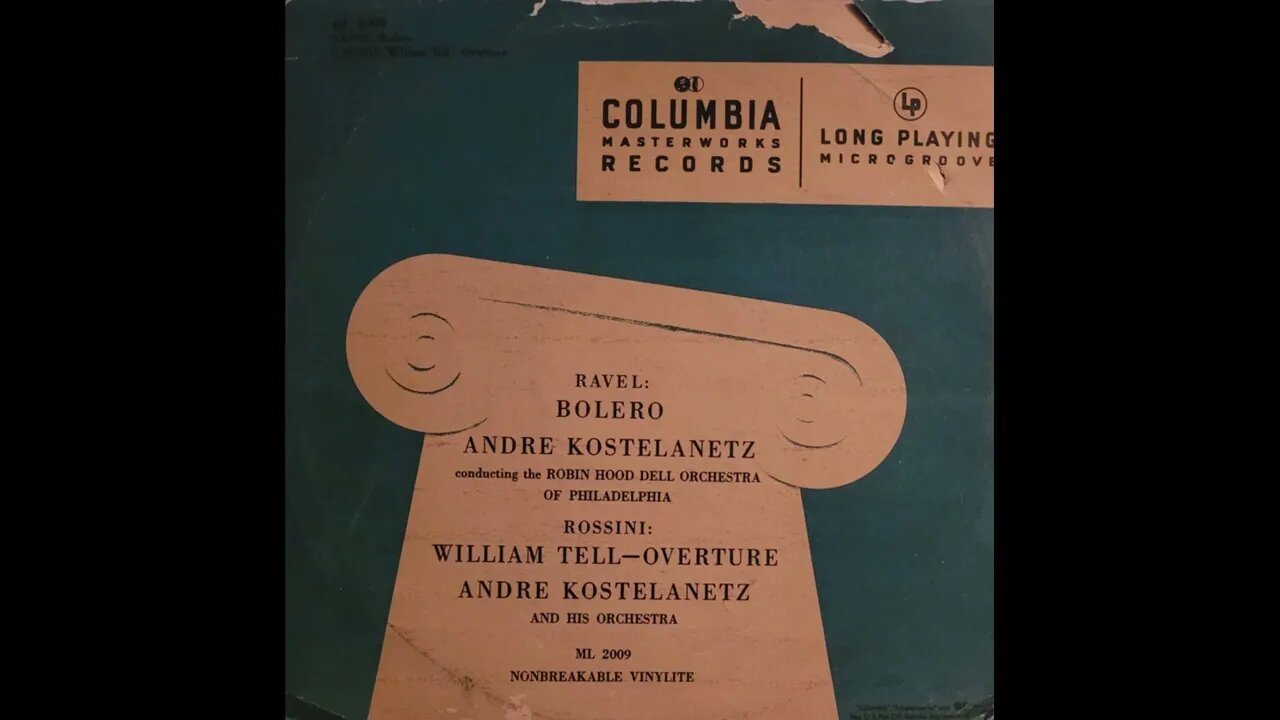 COLUMBIA
MASTERWORKS
RECORDS
LP
LONG PLAYING
MICROGROOVE
RAVEL:
BOLERO
ANDRE KOSTELANETZ
conducting the ROBIN HOOD DELL ORCHESTRA
OF PHILADELPHIA
ROSSINI:
WILLIAM TELL—OVERTURE
ANDRE KOSTELANETZ
AND HIS ORCHESTRA
ML 2009
NONBREAKABLE VINYLITE